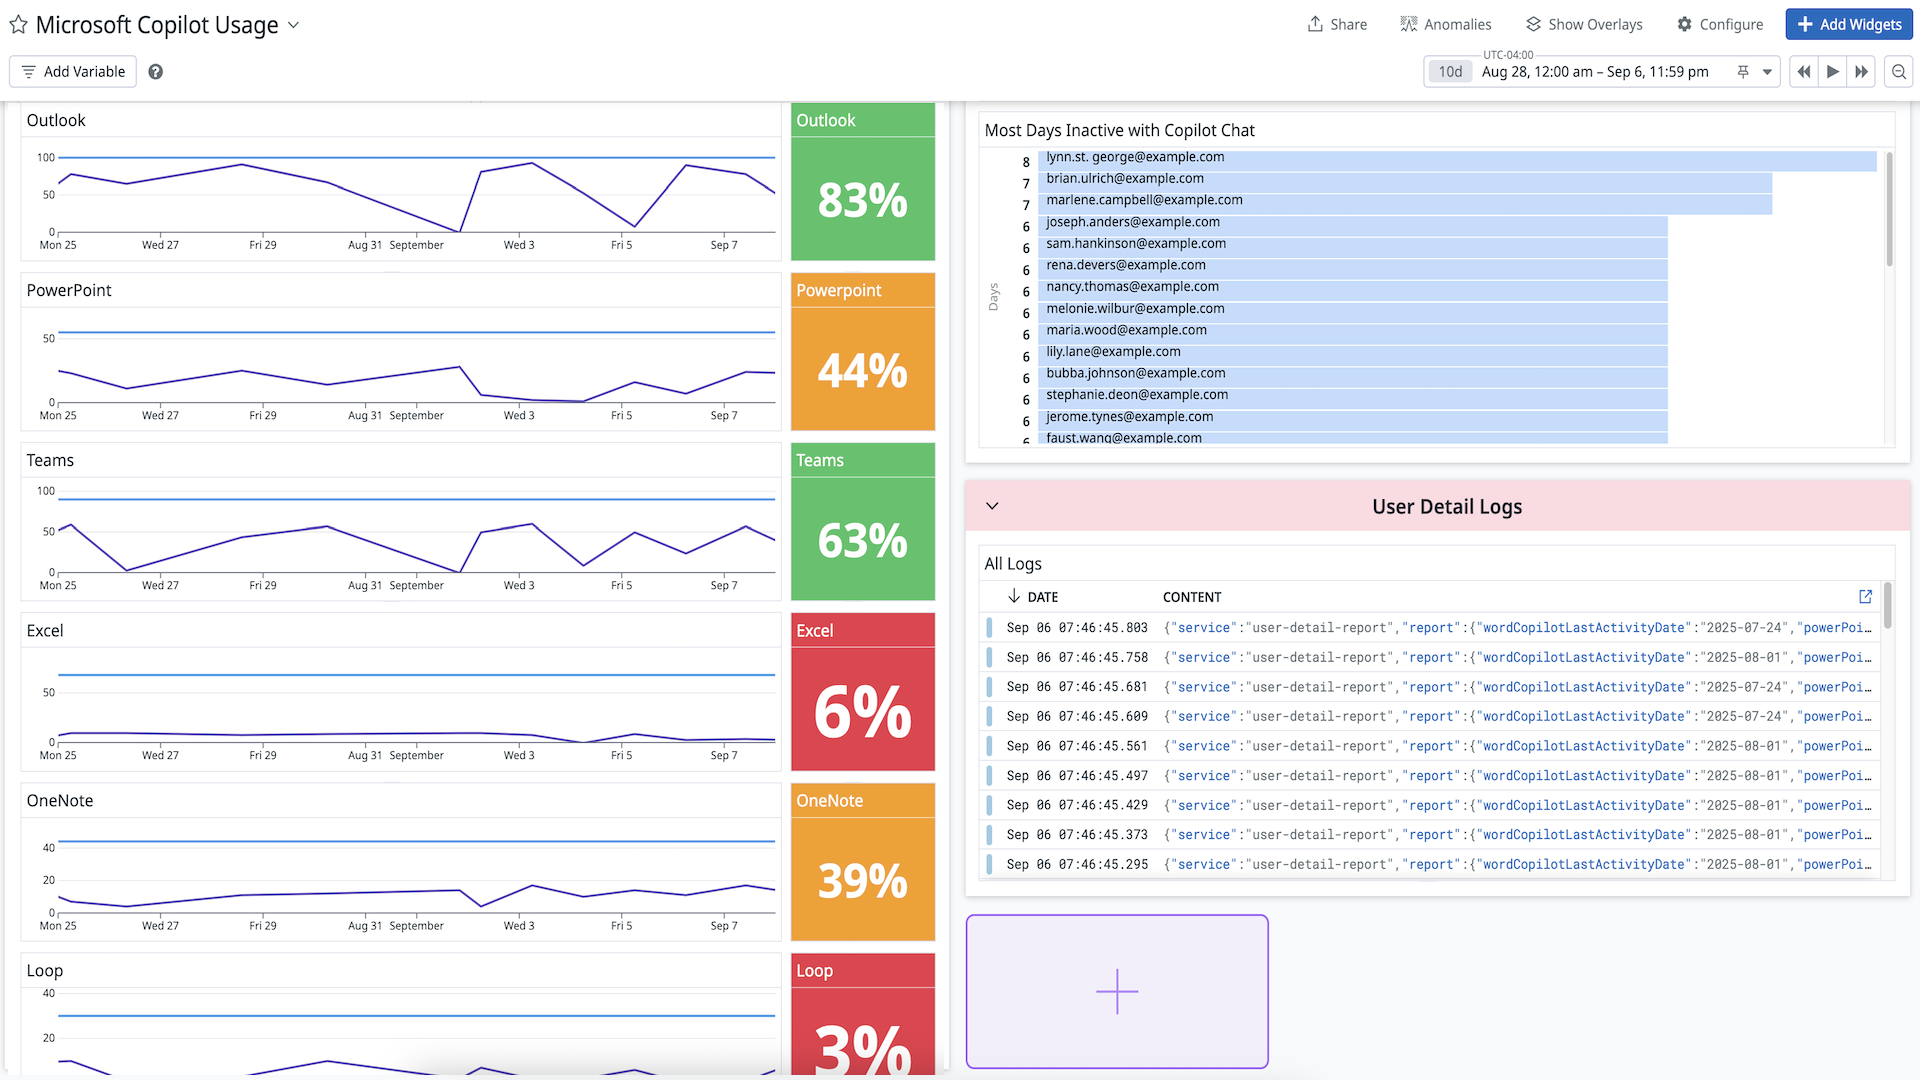 Microsoft Copilot Usage
Share
Anomalies
Show Overlays
Configure
Add Widgets
Add Variable
?
UTC-04:00
10d Aug 28, 12:00 am – Sep 6, 11:59 pm
Outlook
100
50
0
Mon 25 Wed 27 Fri 29 Aug 31 September Wed 3 Fri 5 Sep 7
Outlook
83%
PowerPoint
50
0
Mon 25 Wed 27 Fri 29 Aug 31 September Wed 3 Fri 5 Sep 7
Powerpoint
44%
Teams
100
50
0
Mon 25 Wed 27 Fri 29 Aug 31 September Wed 3 Fri 5 Sep 7
Teams
63%
Excel
50
0
Mon 25 Wed 27 Fri 29 Aug 31 September Wed 3 Fri 5 Sep 7
Excel
6%
OneNote
40
20
0
Mon 25 Wed 27 Fri 29 Aug 31 September Wed 3 Fri 5 Sep 7
OneNote
39%
Loop
40
20
Loop
3%
Most Days Inactive with Copilot Chat
Days
8 lynn.st. george@example.com
7 brian.ulrich@example.com
7 marlene.campbell@example.com
6 joseph.anders@example.com
6 sam.hankinson@example.com
6 rena.devers@example.com
6 nancy.thomas@example.com
6 melonie.wilbur@example.com
6 maria.wood@example.com
6 lily.lane@example.com
6 bubba.johnson@example.com
6 stephanie.deon@example.com
6 jerome.tynes@example.com
6 faust.wang@example.com
User Detail Logs
All Logs
DATE CONTENT
Sep 06 07:46:45.803 {"service":"user-detail-report","report":{"wordCopilotLastActivityDate":"2025-07-24","powerPoi…
Sep 06 07:46:45.758 {"service":"user-detail-report","report":{"wordCopilotLastActivityDate":"2025-08-01","powerPoi…
Sep 06 07:46:45.681 {"service":"user-detail-report","report":{"wordCopilotLastActivityDate":"2025-07-24","powerPoi…
Sep 06 07:46:45.609 {"service":"user-detail-report","report":{"wordCopilotLastActivityDate":"2025-07-24","powerPoi…
Sep 06 07:46:45.561 {"service":"user-detail-report","report":{"wordCopilotLastActivityDate":"2025-08-01","powerPoi…
Sep 06 07:46:45.497 {"service":"user-detail-report","report":{"wordCopilotLastActivityDate":"2025-08-01","powerPoi…
Sep 06 07:46:45.429 {"service":"user-detail-report","report":{"wordCopilotLastActivityDate":"2025-08-01","powerPoi…
Sep 06 07:46:45.373 {"service":"user-detail-report","report":{"wordCopilotLastActivityDate":"2025-08-01","powerPoi…
Sep 06 07:46:45.295 {"service":"user-detail-report","report":{"wordCopilotLastActivityDate":"2025-08-01","powerPoi…